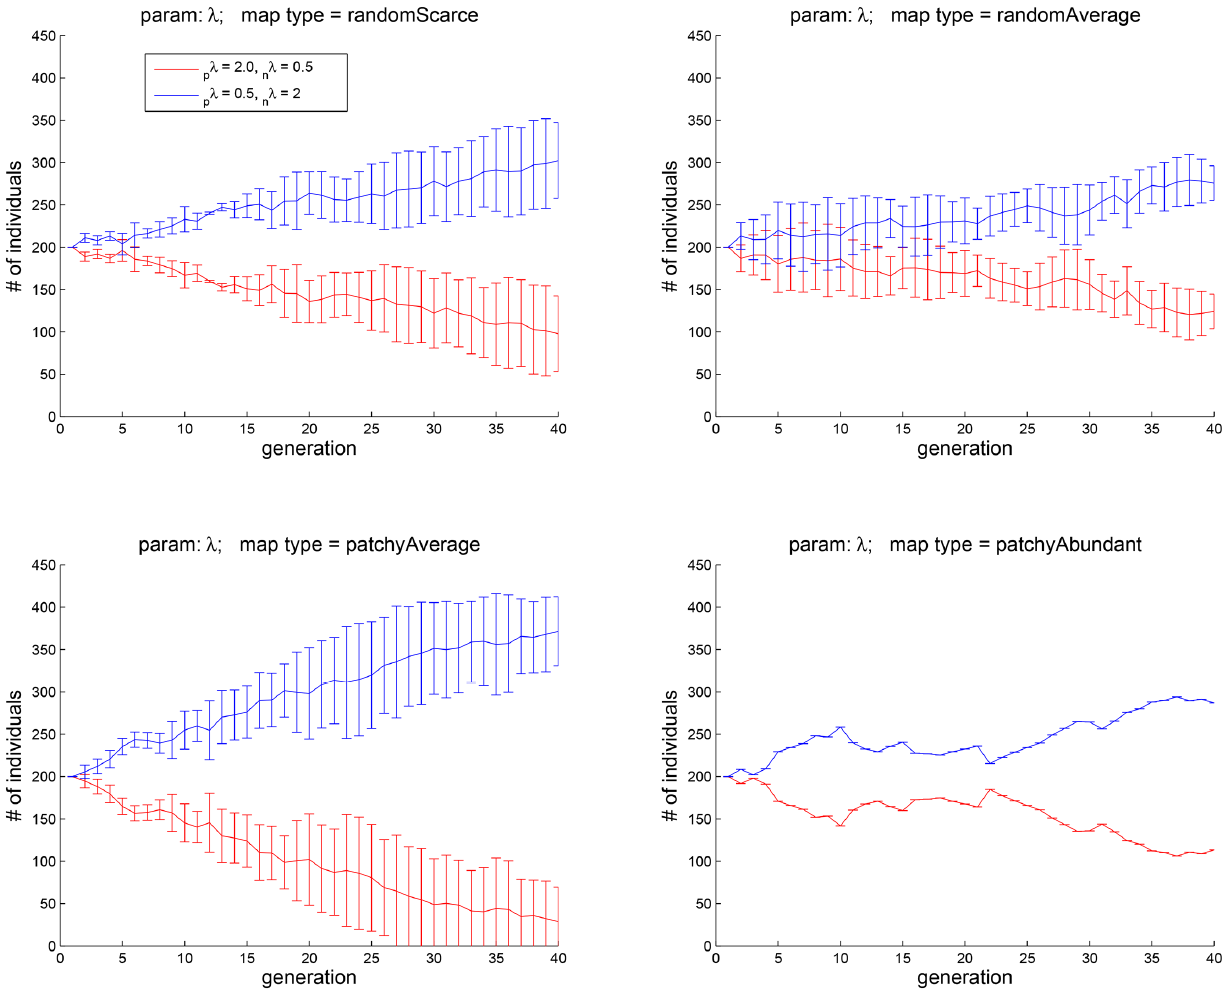 param: λ;   map type = randomScarce
450
400
350
300
250
200
150
100
50
0
# of individuals
pλ = 2.0, nλ = 0.5
pλ = 0.5, nλ = 2
0 5 10 15 20 25 30 35 40
generation
param: λ;   map type = randomAverage
450
400
350
300
250
200
150
100
50
0
# of individuals
0 5 10 15 20 25 30 35 40
generation
param: λ;   map type = patchyAverage
450
400
350
300
250
200
150
100
50
0
# of individuals
0 5 10 15 20 25 30 35 40
generation
param: λ;   map type = patchyAbundant
450
400
350
300
250
200
150
100
50
0
# of individuals
0 5 10 15 20 25 30 35 40
generation